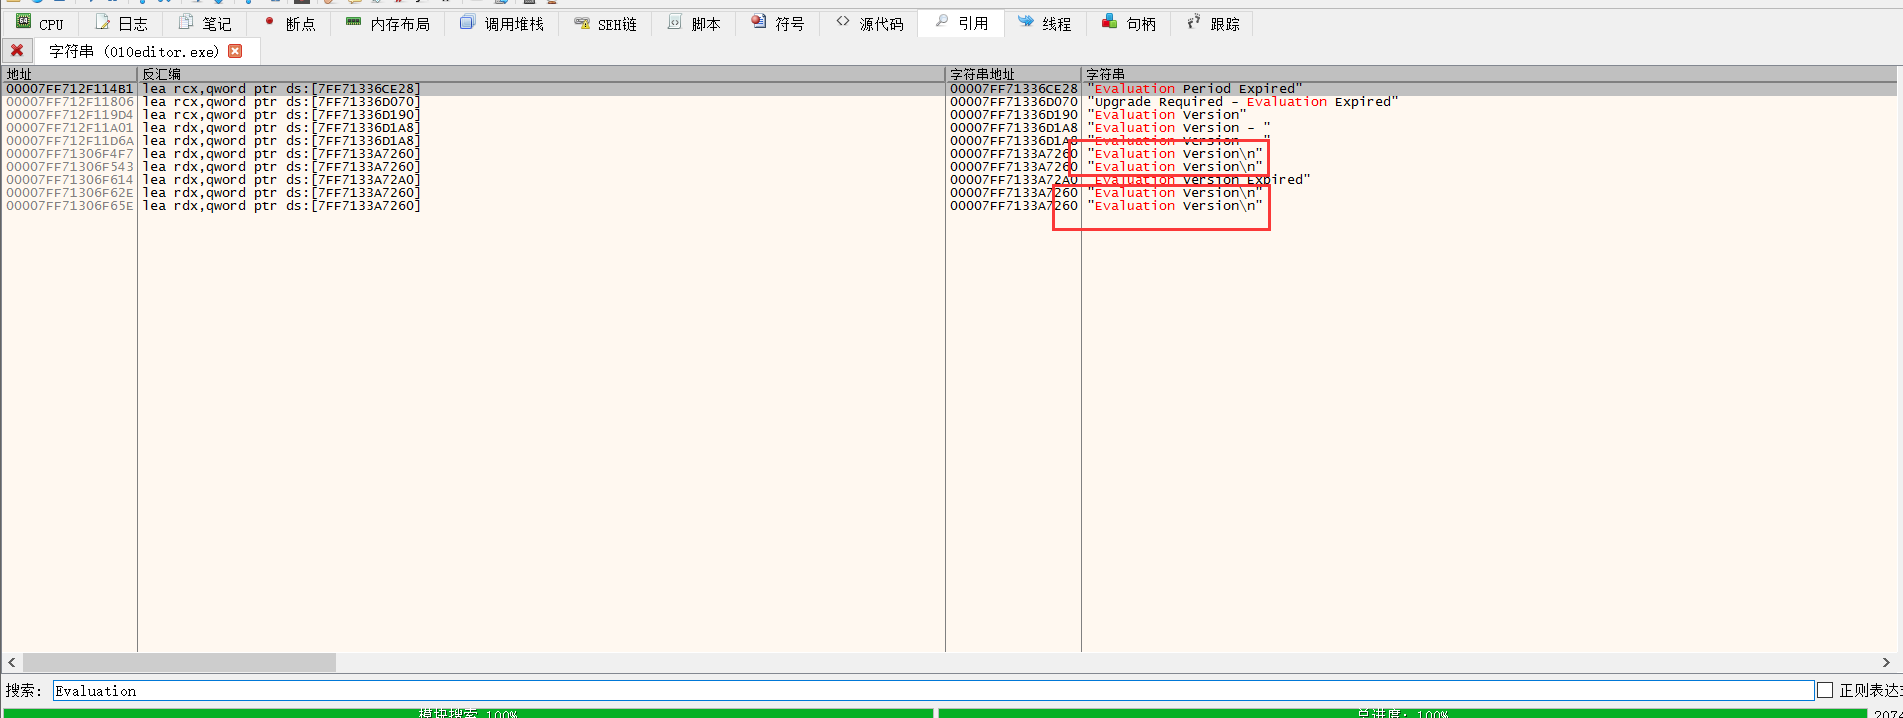 CPU 日志 笔记 断点 内存布局 调用堆栈 SEH链 脚本 符号 源代码 引用 线程 句柄 跟踪
字符串 (010editor.exe)
地址 反汇编 字符串地址 字符串
00007FF712F114B1 lea rcx,qword ptr ds:[7FF71336CE28] 00007FF71336CE28 "Evaluation Period Expired"
00007FF712F11806 lea rcx,qword ptr ds:[7FF71336D070] 00007FF71336D070 "Upgrade Required - Evaluation Expired"
00007FF712F119D4 lea rcx,qword ptr ds:[7FF71336D190] 00007FF71336D190 "Evaluation Version"
00007FF712F11A01 lea rdx,qword ptr ds:[7FF71336D1A8] 00007FF71336D1A8 "Evaluation Version - "
00007FF712F11D6A lea rdx,qword ptr ds:[7FF71336D1A8] 00007FF71336D1A8 "Evaluation Version - "
00007FF71306F4F7 lea rdx,qword ptr ds:[7FF7133A7260] 00007FF7133A7260 "Evaluation Version\n"
00007FF71306F543 lea rdx,qword ptr ds:[7FF7133A7260] 00007FF7133A7260 "Evaluation Version\n"
00007FF71306F614 lea rdx,qword ptr ds:[7FF7133A72A0] 00007FF7133A72A0 "Evaluation Version Expired"
00007FF71306F62E lea rdx,qword ptr ds:[7FF7133A7260] 00007FF7133A7260 "Evaluation Version\n"
00007FF71306F65E lea rdx,qword ptr ds:[7FF7133A7260] 00007FF7133A7260 "Evaluation Version\n"
搜索: Evaluation 正则表达
模块搜索 100% 总进度: 100% 2074